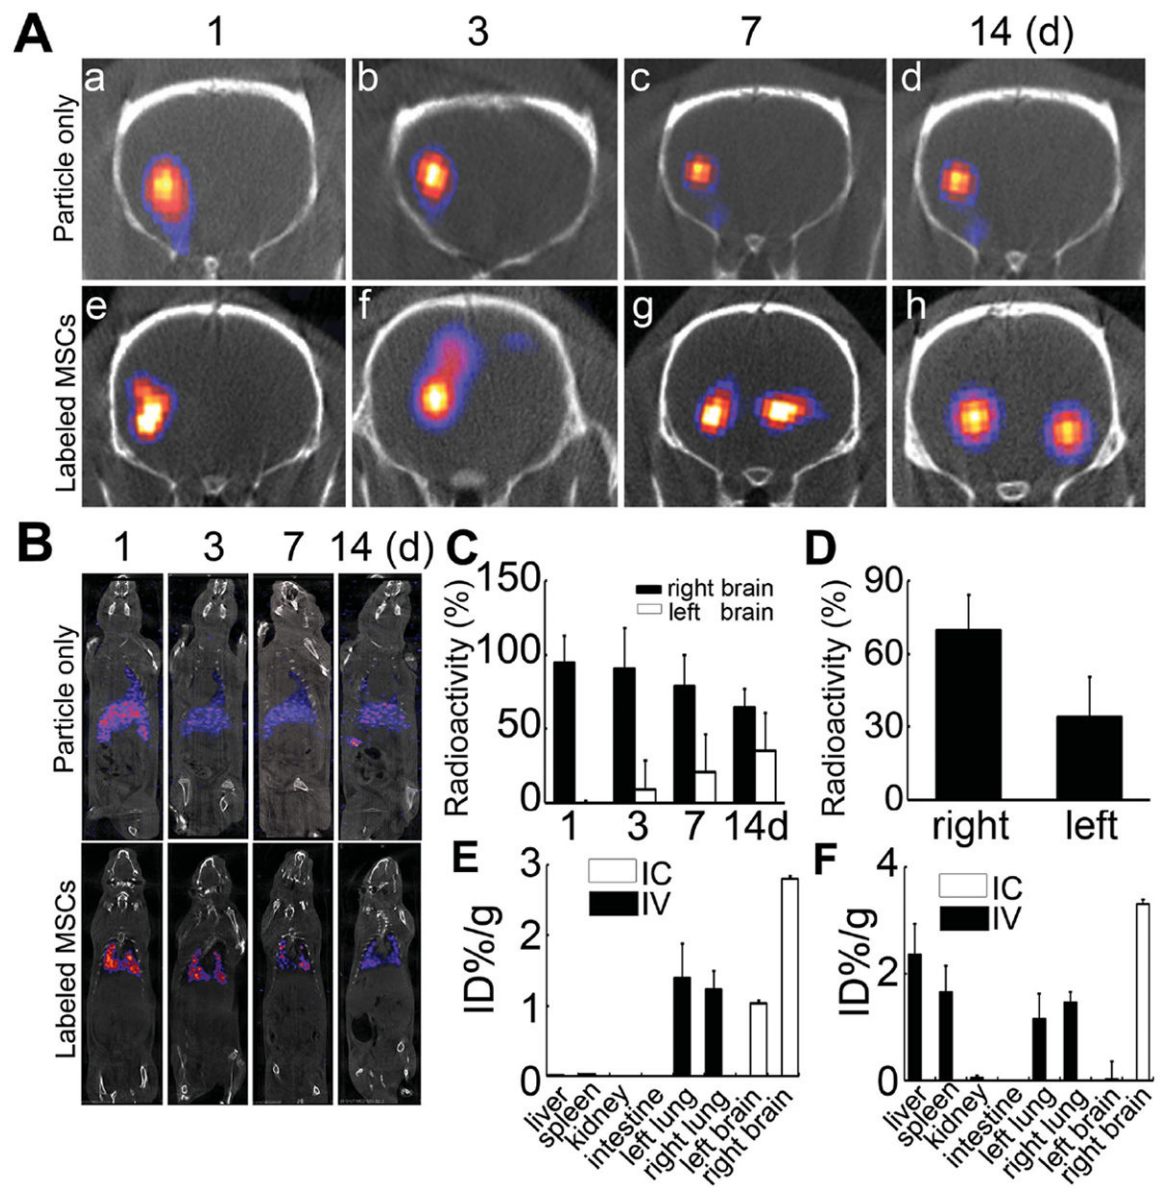 A
1 3 7 14 (d)
Particle only
a b c d
Labeled MSCs
e f g h
B
1 3 7 14 (d)
Particle only
Labeled MSCs
C
Radioactivity (%)
150
100
50
0
right brain
left brain
1 3 7 14d
D
Radioactivity (%)
90
60
30
0
right left
E
ID%/g
3
2
1
0
IC
IV
liver
spleen
kidney
intestine
left lung
right lung
left brain
right brain
F
ID%/g
4
2
0
IC
IV
liver
spleen
kidney
intestine
left lung
right lung
left brain
right brain